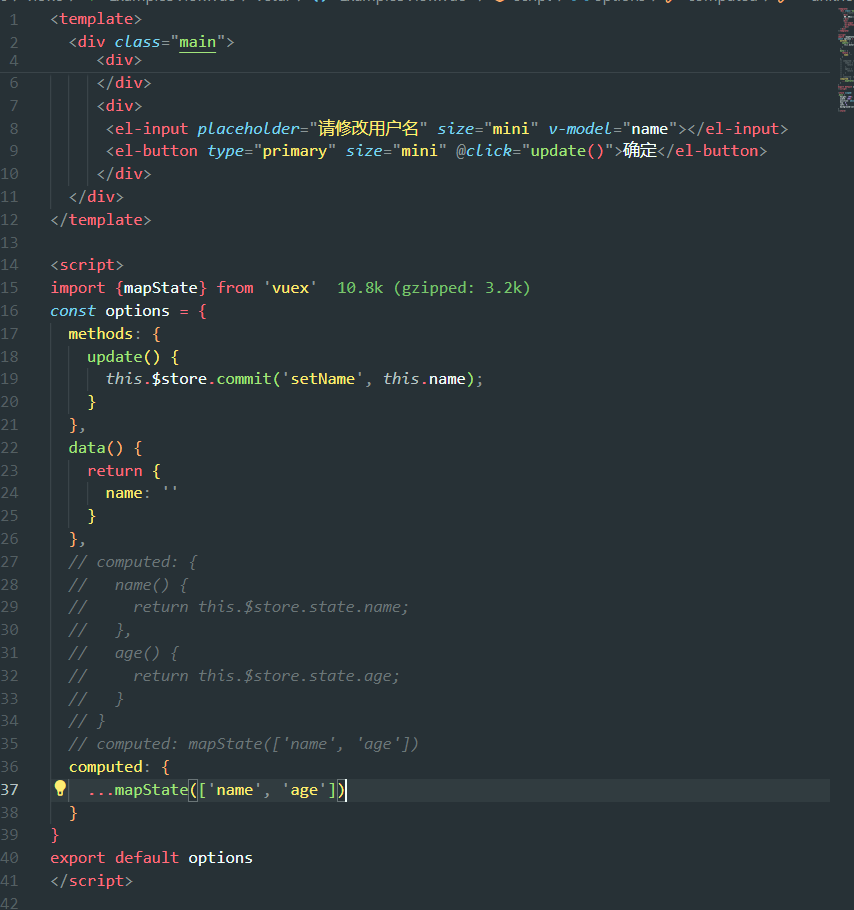 1 <template>
2 <div class="main">
4 <div>
6 </div>
7 <div>
8 <el-input placeholder="请修改用户名" size="mini" v-model="name"></el-input>
9 <el-button type="primary" size="mini" @click="update()">确定</el-button>
10 </div>
11 </div>
12 </template>
13
14 <script>
15 import {mapState} from 'vuex' 10.8k (gzipped: 3.2k)
16 const options = {
17 methods: {
18 update() {
19 this.$store.commit('setName', this.name);
20 }
21 },
22 data() {
23 return {
24 name: ''
25 }
26 },
27 // computed: {
28 // name() {
29 // return this.$store.state.name;
30 // },
31 // age() {
32 // return this.$store.state.age;
33 // }
34 // }
35 // computed: mapState(['name', 'age'])
36 computed: {
37 ...mapState(['name', 'age'])
38 }
39 }
40 export default options
41 </script>
42